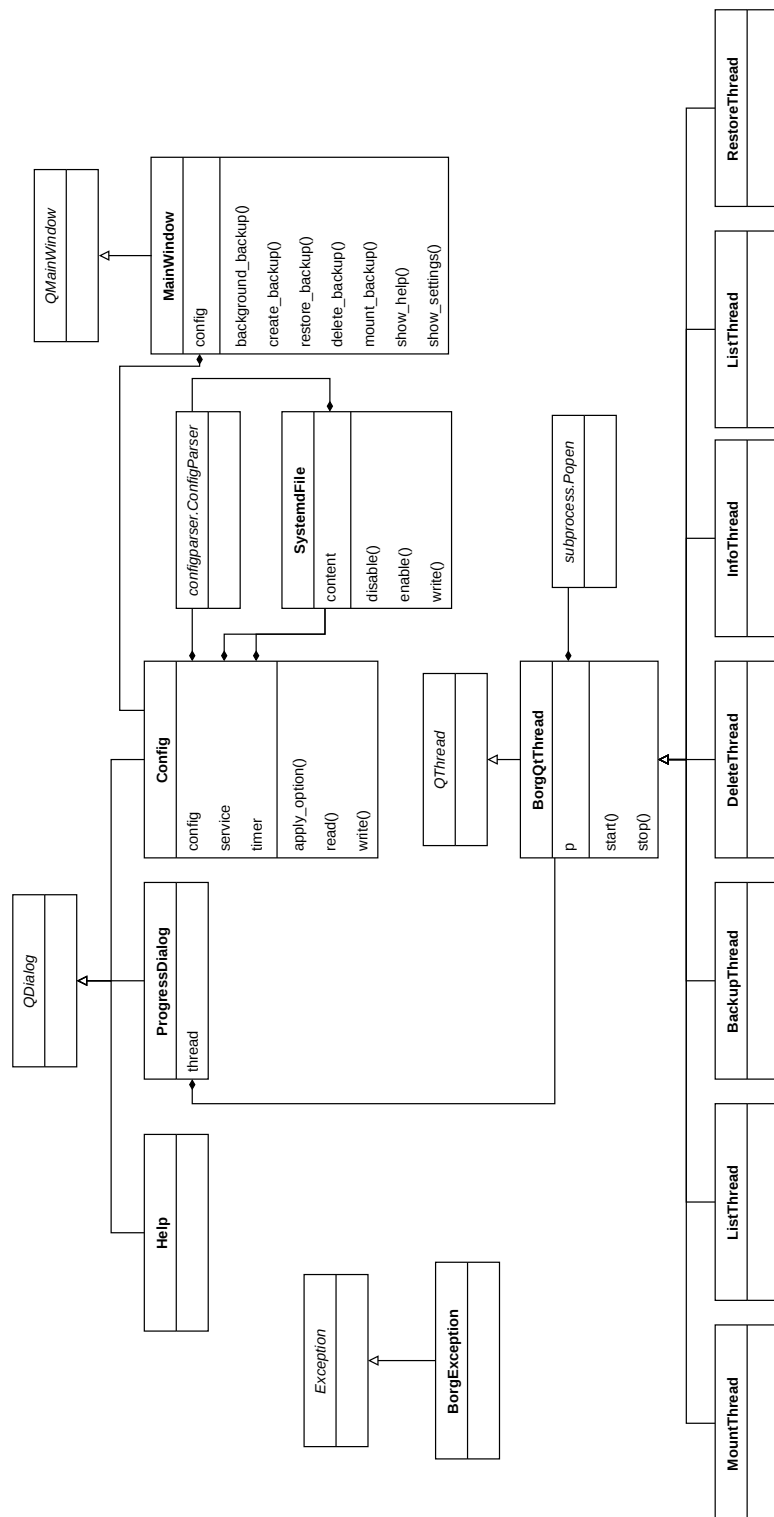 QDialog
QMainWindow
Help
ProgressDialog
thread
Config
config
service
timer
apply_option()
read()
write()
MainWindow
config
background_backup()
create_backup()
restore_backup()
delete_backup()
mount_backup()
show_help()
show_settings()
configparser.ConfigParser
SystemdFile
content
disable()
enable()
write()
Exception
BorgException
QThread
BorgQtThread
p
start()
stop()
subprocess.Popen
MountThread
ListThread
BackupThread
DeleteThread
InfoThread
ListThread
RestoreThread